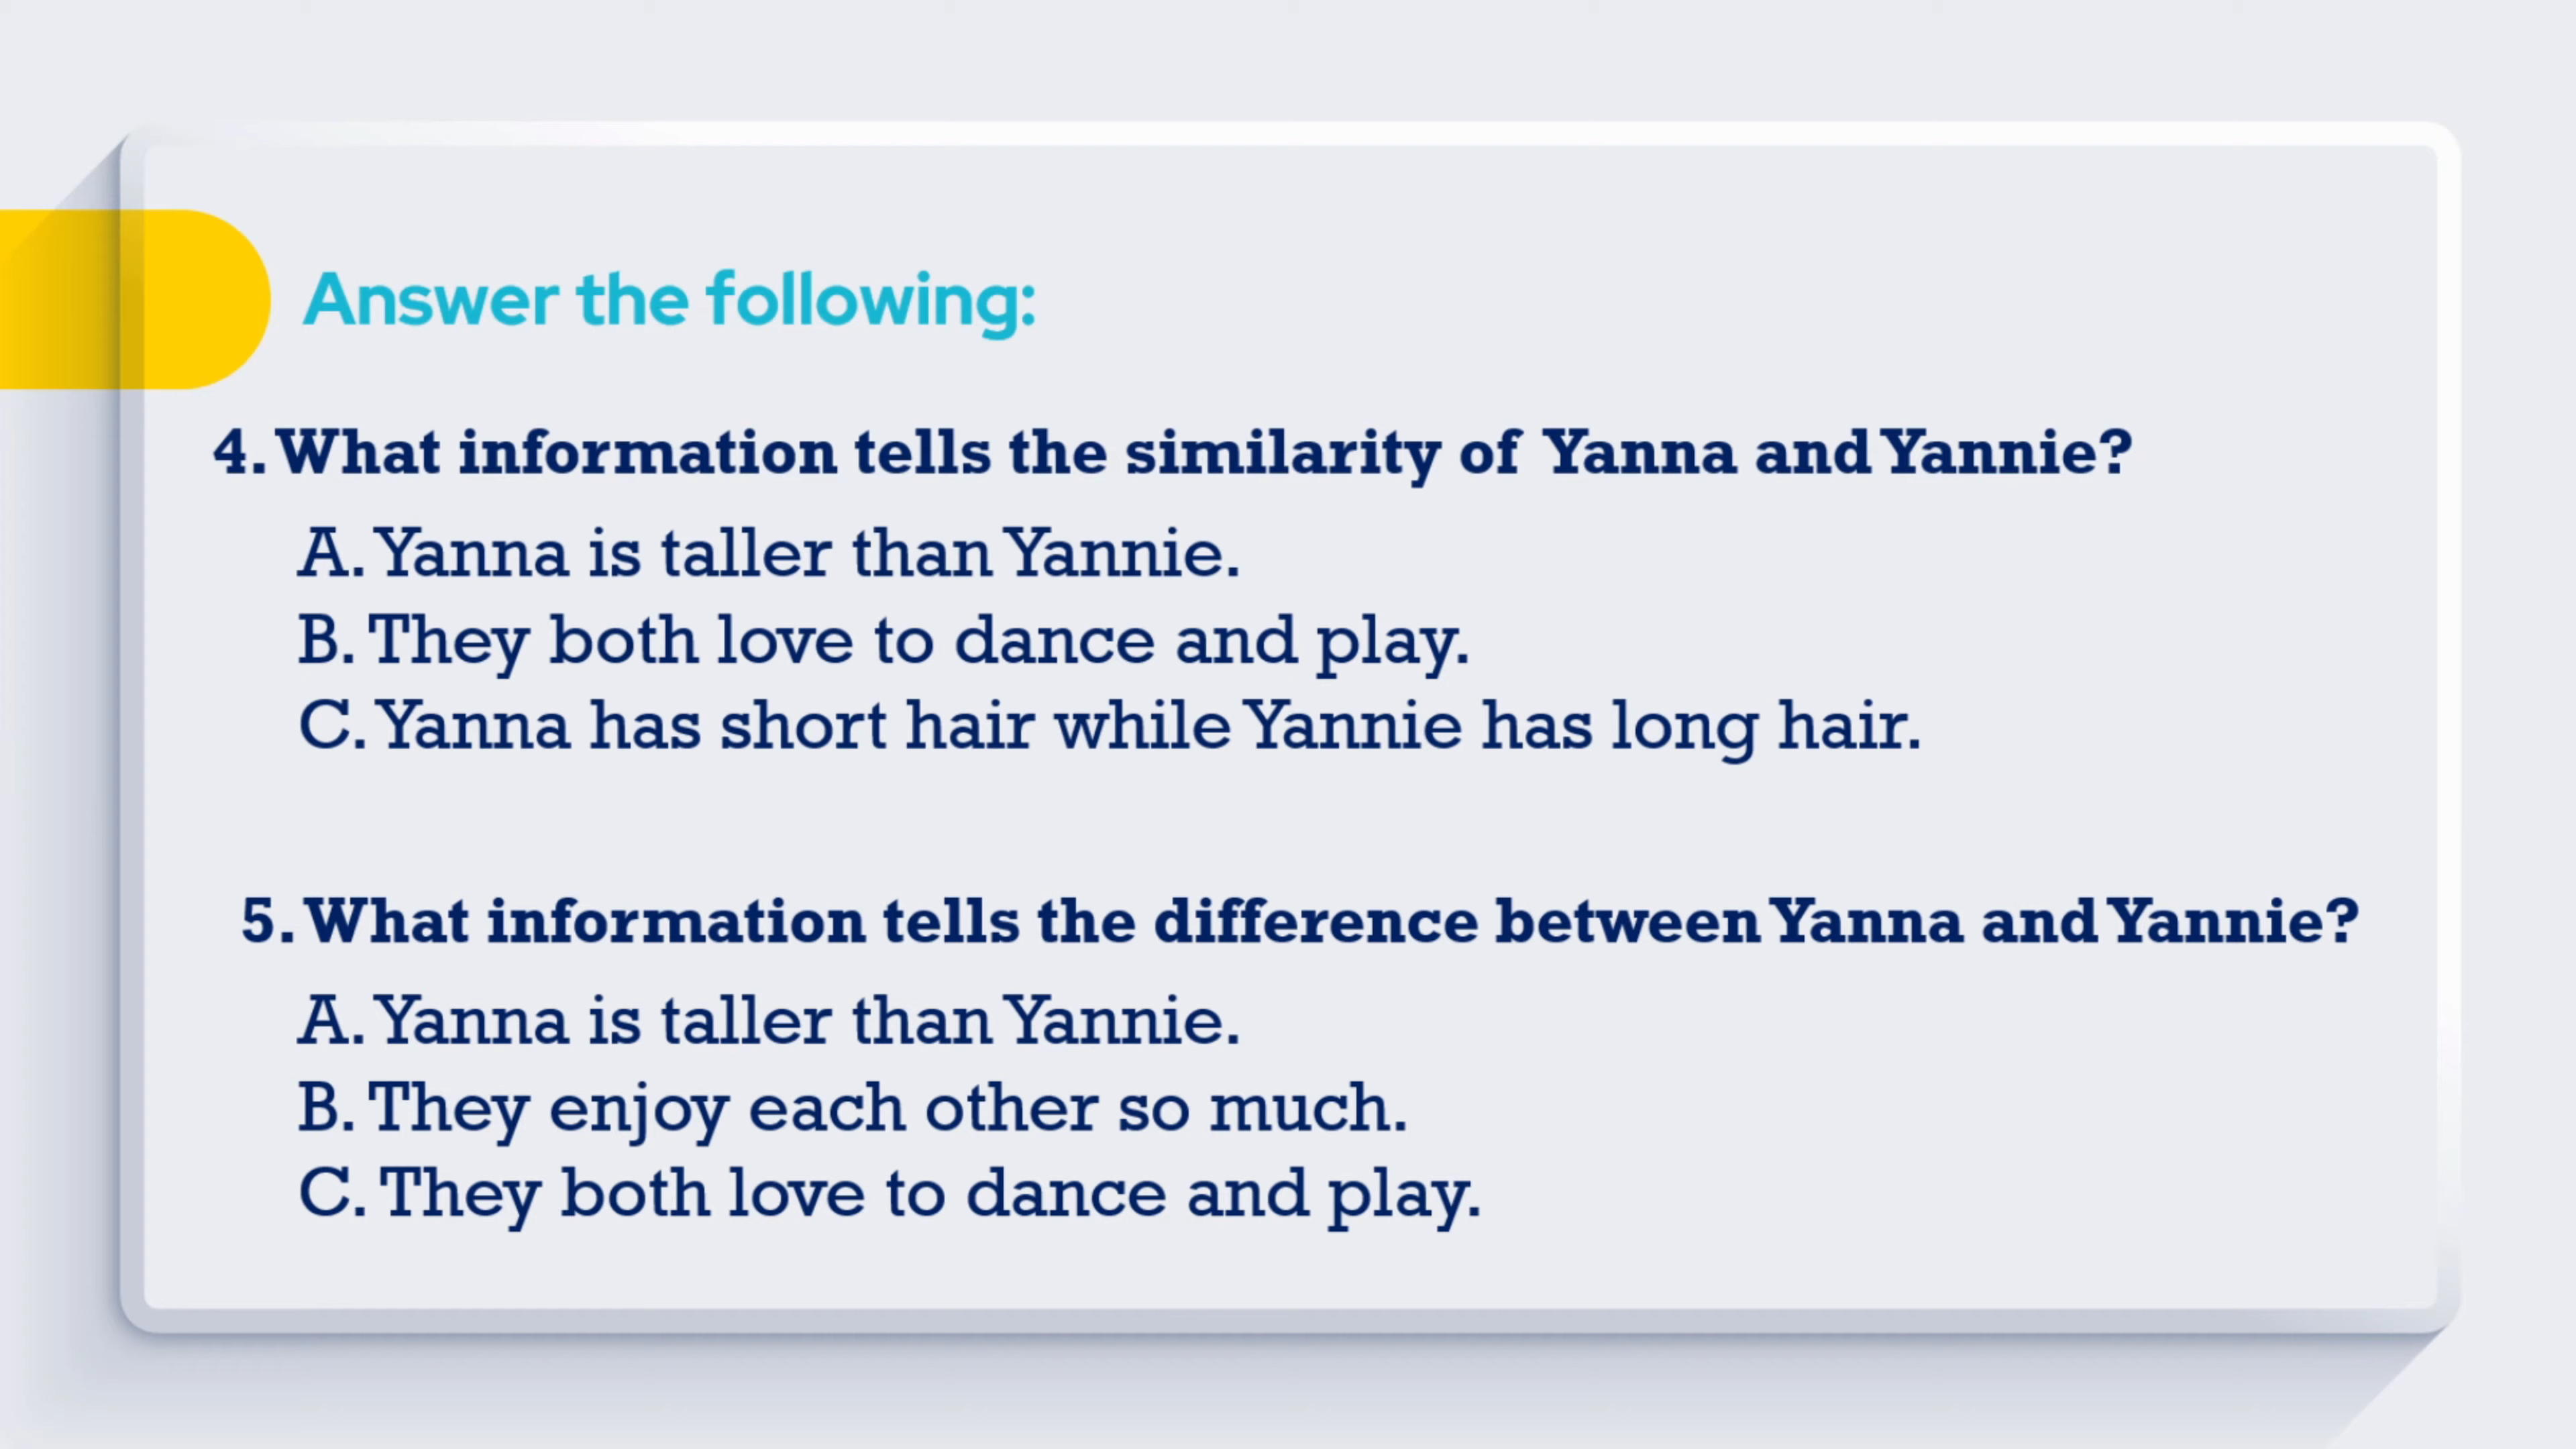 Answer the following:
4. What information tells the similarity of Yanna and Yannie?
A. Yanna is taller than Yannie.
B. They both love to dance and play.
C. Yanna has short hair while Yannie has long hair.
5. What information tells the difference between Yanna and Yannie?
A. Yanna is taller than Yannie.
B. They enjoy each other so much.
C. They both love to dance and play.